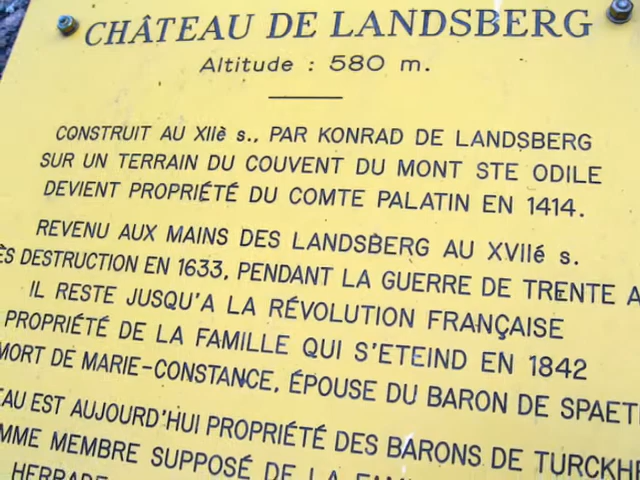 CHÂTEAU DE LANDSBERG
Altitude : 580 m.
CONSTRUIT AU XIIè s., PAR KONRAD DE LANDSBERG
SUR UN TERRAIN DU COUVENT DU MONT STE ODILE
DEVIENT PROPRIÉTÉ DU COMTE PALATIN EN 1414.
REVENU AUX MAINS DES LANDSBERG AU XVIIé s.
DESTRUCTION EN 1633, PENDANT LA GUERRE DE TRENTE
IL RESTE JUSQU'A LA RÉVOLUTION FRANÇAISE
PROPRIÉTÉ DE LA FAMILLE QUI S'ETEIND EN 1842
MORT DE MARIE-CONSTANCE, ÉPOUSE DU BARON DE
EST AUJOURD'HUI PROPRIÉTÉ DES BARONS DE
MEMBRE SUPPOSÉ DE LA